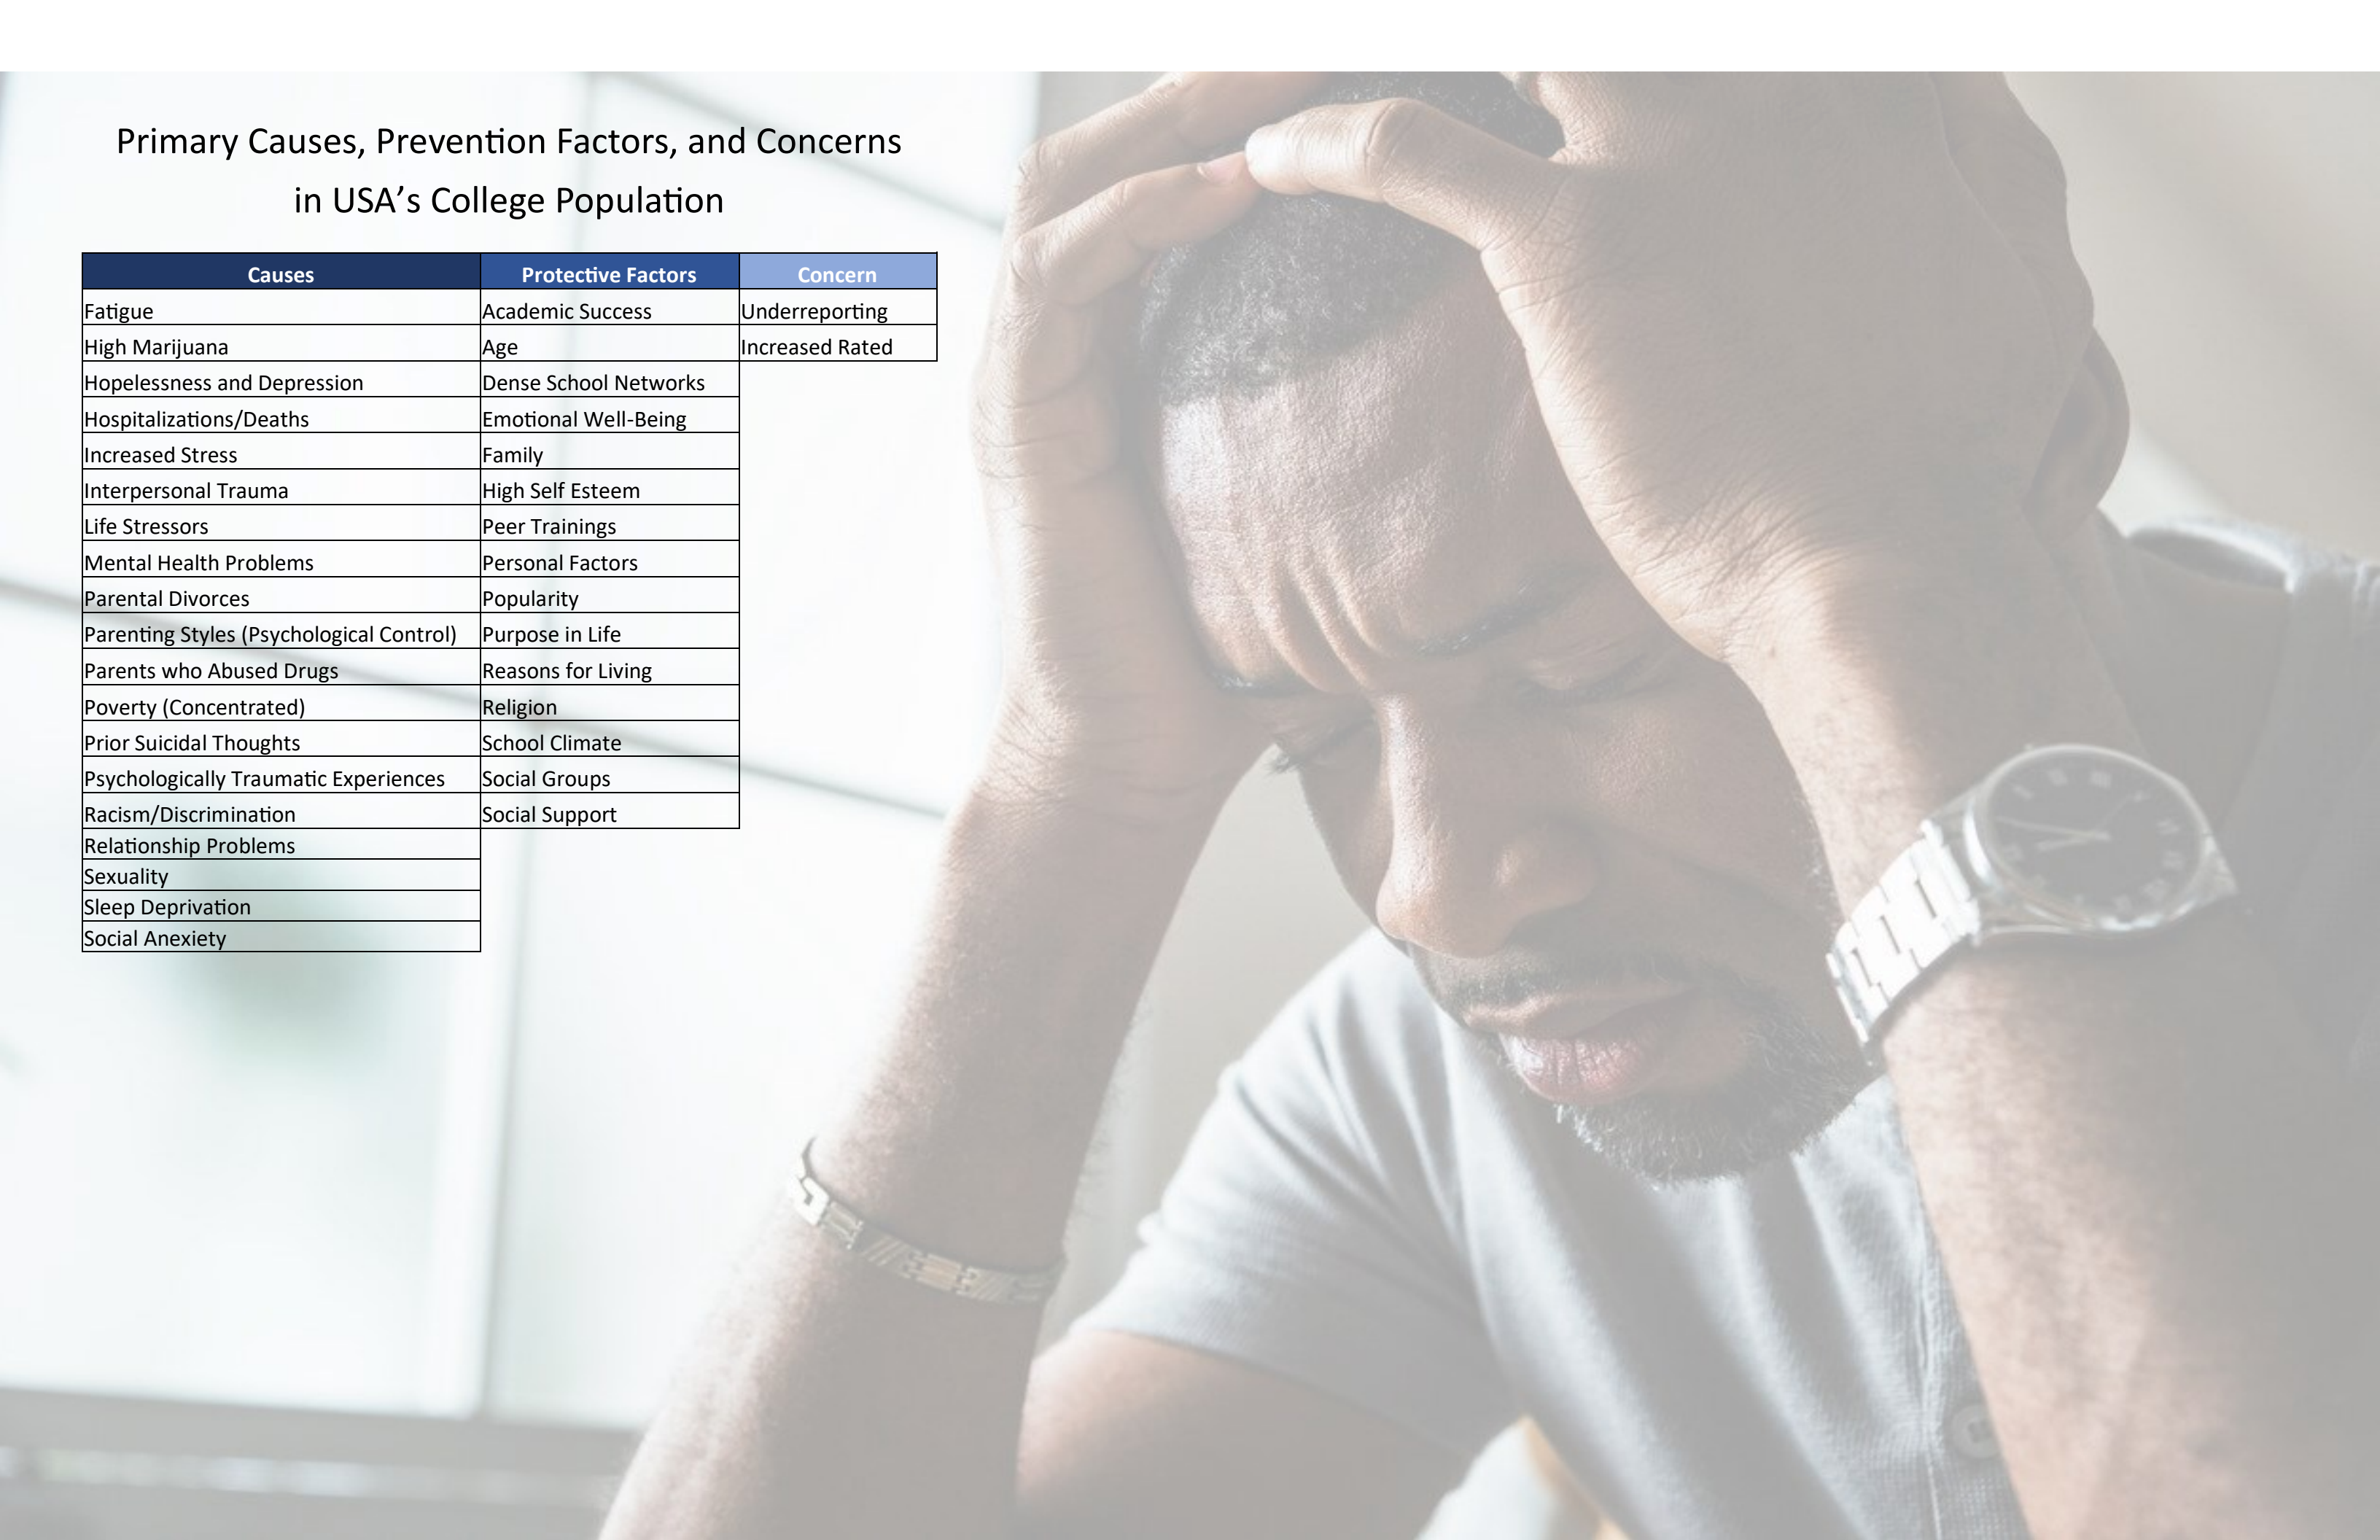 Primary Causes, Prevention Factors, and Concerns
in USA's College Population
Causes Protective Factors Concern
Fatigue Academic Success Underreporting
High Marijuana Age Increased Rated
Hopelessness and Depression Dense School Networks
Hospitalizations/Deaths Emotional Well-Being
Increased Stress Family
Interpersonal Trauma High Self Esteem
Life Stressors Peer Trainings
Mental Health Problems Personal Factors
Parental Divorces Popularity
Parenting Styles (Psychological Control) Purpose in Life
Parents who Abused Drugs Reasons for Living
Poverty (Concentrated) Religion
Prior Suicidal Thoughts School Climate
Psychologically Traumatic Experiences Social Groups
Racism/Discrimination Social Support
Relationship Problems
Sexuality
Sleep Deprivation
Social Anexiety